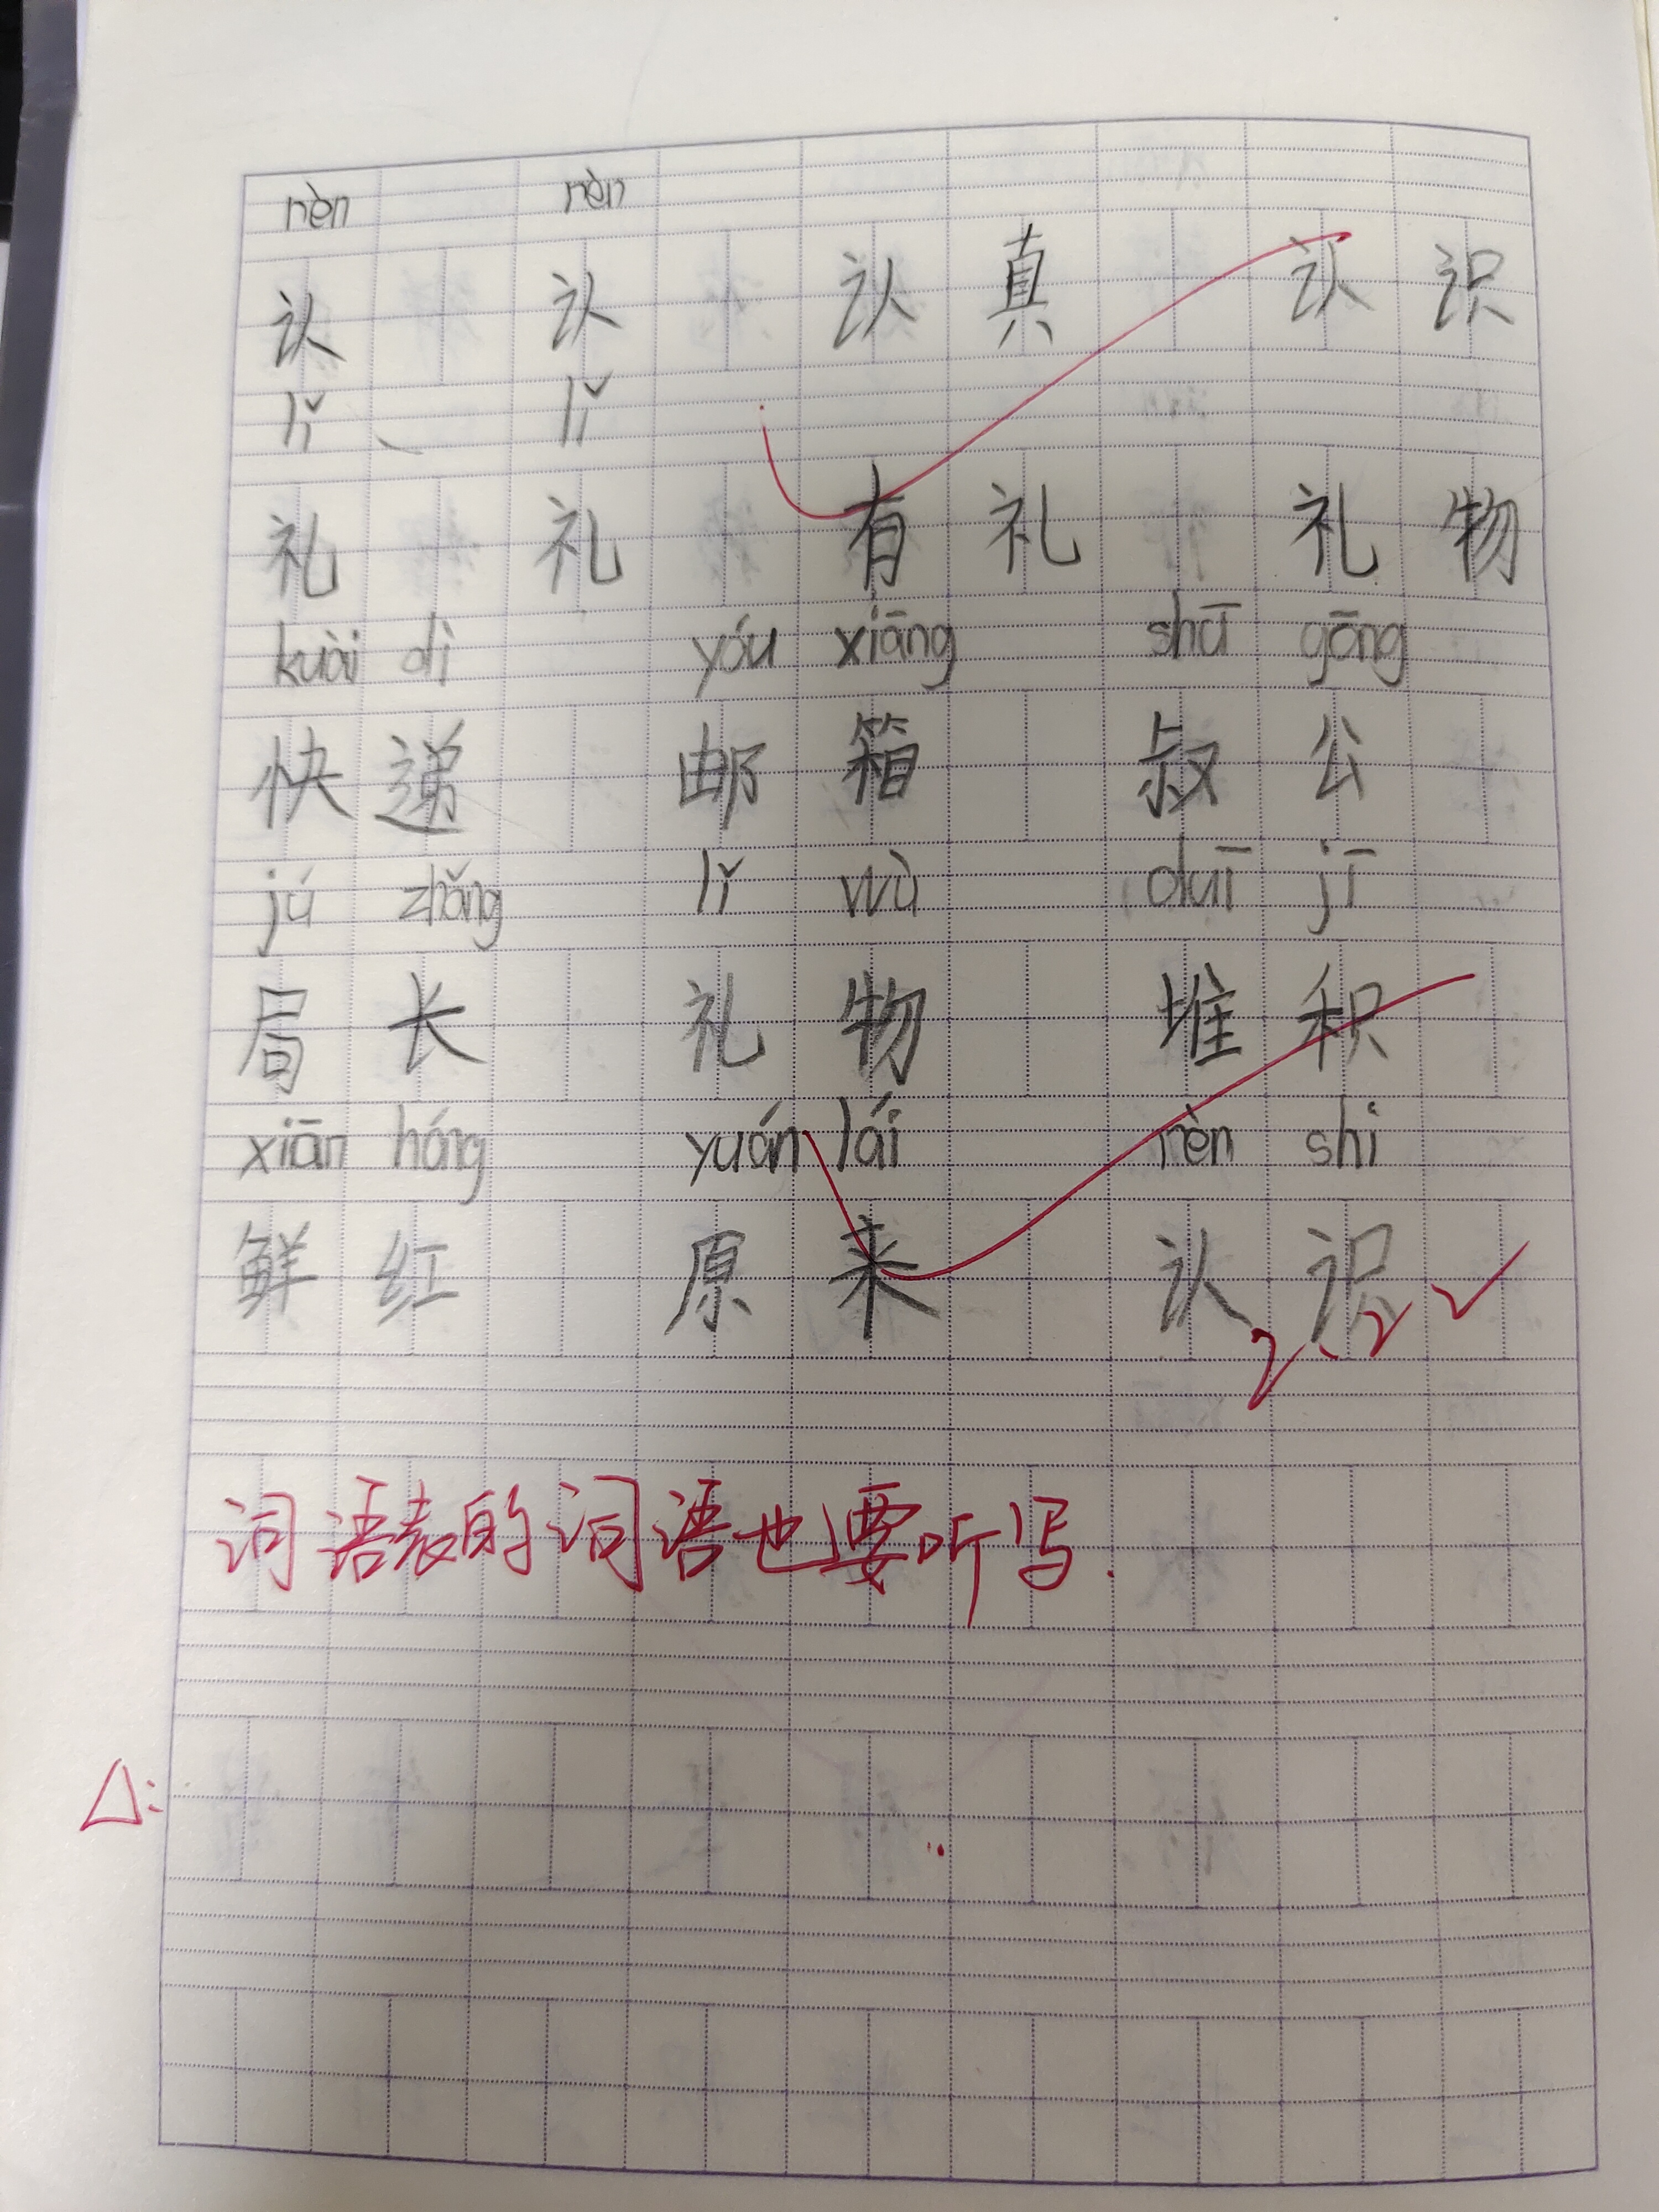 rèn rèn
认 认 认真 认识
lǐ lǐ
礼 礼 有礼 礼物
kuài dì yóu xiāng shū gōng
快递 邮箱 叔公
jú zhǎng lǐ wù duī jī
局长 礼物 堆积
xiān hóng yuán lái rèn shi
鲜红 原来 认识
词语表的词语也要听写.
△: